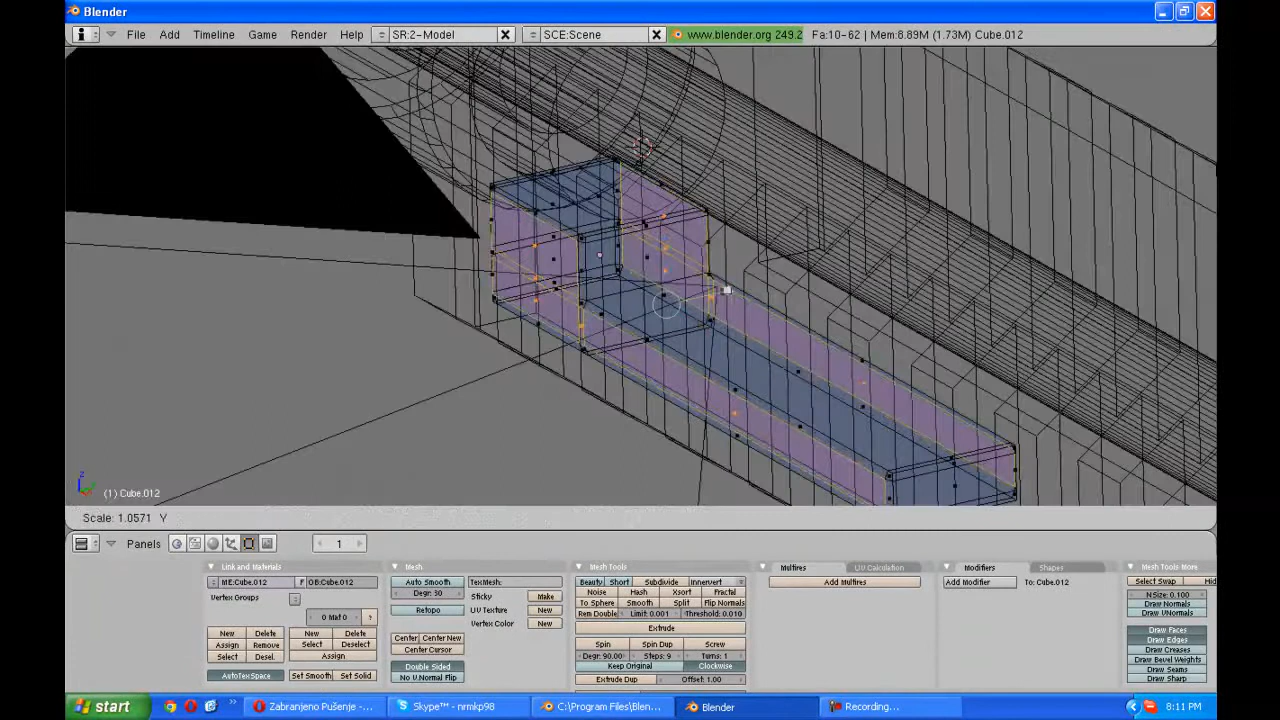 Blender
File Add Timeline Game Render Help SR:2-Model SCE:Scene www.blender.org 249.2 Fa:10-62 | Mem:6.89M (1.73M) Cube.012
z
(1) Cube.012
Scale: 1.0571 Y
Panels 1
Link and Materials Mesh Mesh Tools Multires UV Calculation Modifiers Shapes Mesh Tools More
ME:Cube.012 F OB:Cube.012 Auto Smooth TexMesh: Beauty Short Subdivide Innervert Add Multires Add Modifier To: Cube.012 Select Swap Hid
Vertex Groups Degr: 30 Sticky Make Noise Hash Xsort Fractal NSize: 0.100
To Sphere Smooth Split Flip Normals Draw Normals
0 Mat 0 ? Retopo UV Texture New Rem Double Limit: 0.001 Threshold: 0.010 Draw VNormals
Vertex Color New Extrude
New Delete New Delete Center Center New Spin Spin Dup Screw Draw Faces
Assign Remove Select Deselect Center Cursor Degr: 90.00 Steps: 9 Turns: 1 Draw Edges
Select Desel. Assign Double Sided Keep Original Clockwise Draw Creases
Draw Bevel Weights
AutoTexSpace Set Smooth Set Solid No V.Normal Flip Extrude Dup Offset: 1.00 Draw Seams
Draw Sharp
start Zabranjeno Pušenje -... Skype™ - nrmkp98 C:\Program Files\Blen... Blender Recording... 8:11 PM